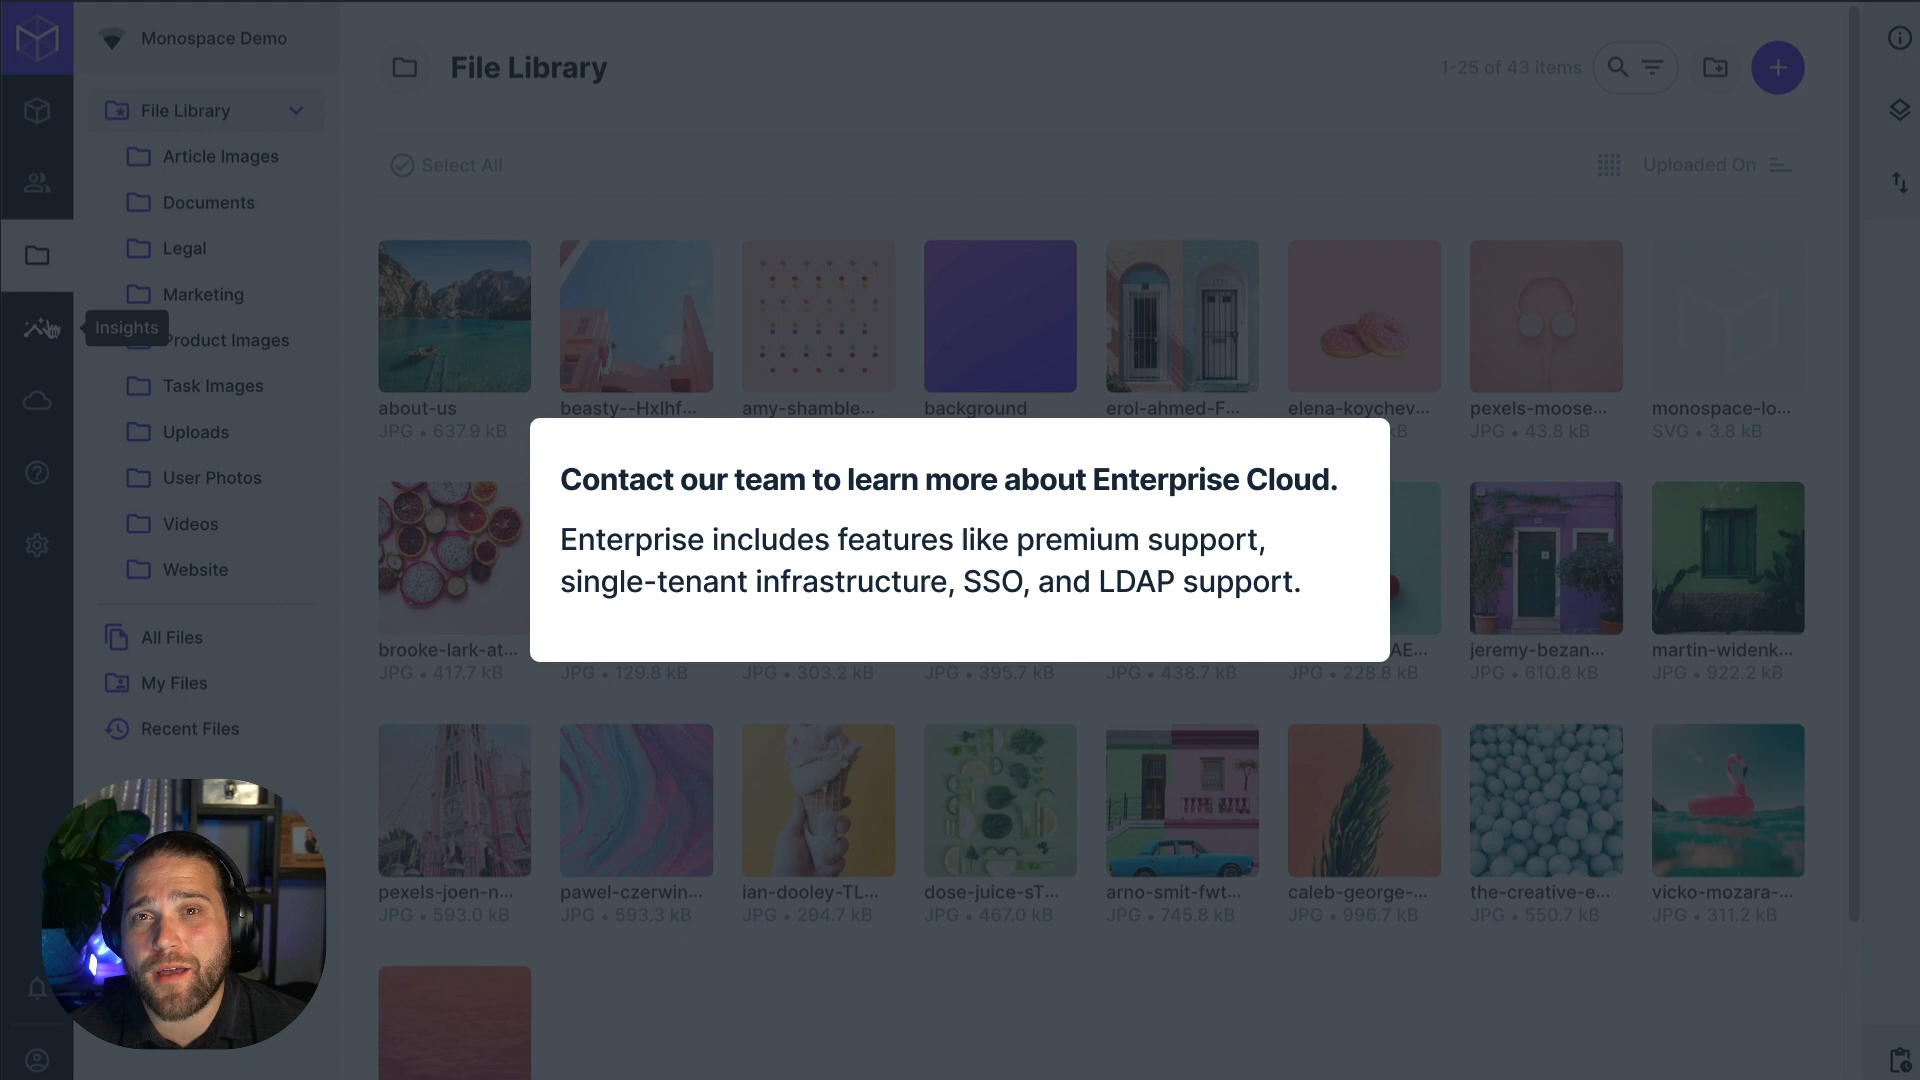 Monospace Demo
File Library
1-25 of 43 items
File Library
Article Images
Documents
Legal
Marketing
Insights
Product Images
Task Images
Uploads
User Photos
Videos
Website
All Files
My Files
Recent Files
Select All
Uploaded On
about-us
JPG • 637.9 kB
beasty--Hxlhf...
amy-shamble...
background
erol-ahmed-F...
elena-koychev...
kB
pexels-moose...
JPG • 43.8 kB
monospace-lo...
SVG • 3.8 kB
Contact our team to learn more about Enterprise Cloud.
Enterprise includes features like premium support,
single-tenant infrastructure, SSO, and LDAP support.
brooke-lark-at...
JPG • 417.7 kB
JPG • 129.8 kB
JPG • 303.2 kB
JPG • 395.7 kB
JPG • 438.7 kB
AE...
JPG • 228.8 kB
jeremy-bezan...
JPG • 610.8 kB
martin-widenk...
JPG • 922.2 kB
pexels-joen-n...
JPG • 593.0 kB
pawel-czerwin...
JPG • 593.3 kB
ian-dooley-TL...
JPG • 294.7 kB
dose-juice-sT...
JPG • 467.0 kB
arno-smit-fwt...
JPG • 745.8 kB
caleb-george-...
JPG • 996.7 kB
the-creative-e...
JPG • 550.7 kB
vicko-mozara-...
JPG • 311.2 kB